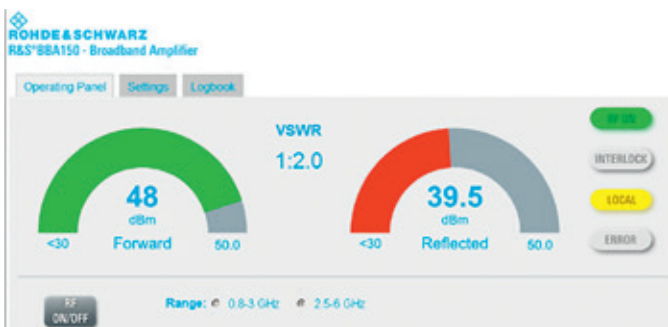 ROHDE&SCHWARZ
R&S®BBA150 - Broadband Amplifier
Operating Panel Settings Logbook
VSWR
1:2.0
48
dBm
Forward
<30
50.0
39.5
dBm
Reflected
<30
50.0
RF ON
INTERLOCK
LOCAL
ERROR
RF
ON/OFF
Range: 0.8-3 GHz 2.5-6 GHz